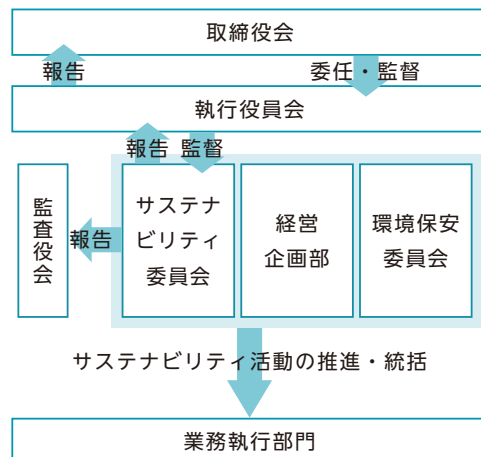 取締役会
報告
委任・監督
執行役員会
報告
監督
監査役会
報告
サステナ
ビリティ
委員会
経営
企画部
環境保安
委員会
サステナビリティ活動の推進・統括
業務執行部門